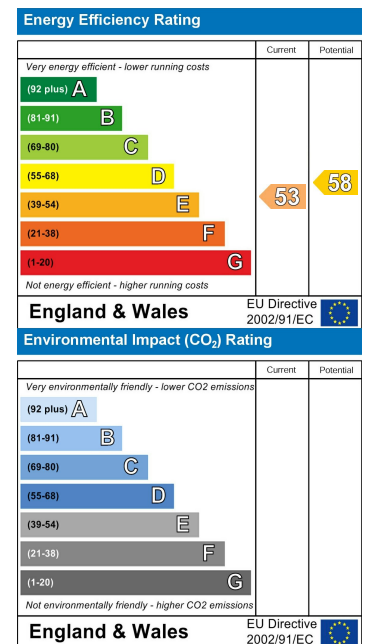 Energy Efficiency Rating
Current Potential
Very energy efficient - lower running costs
(92 plus) A
(81-91) B
(69-80) C
(55-68) D
(39-54) E
(21-38) F
(1-20) G
53
58
Not energy efficient - higher running costs
England & Wales
EU Directive
2002/91/EC
Environmental Impact (CO₂) Rating
Current Potential
Very environmentally friendly - lower CO2 emissions
(92 plus) A
(81-91) B
(69-80) C
(55-68) D
(39-54) E
(21-38) F
(1-20) G
Not environmentally friendly - higher CO2 emissions
England & Wales
EU Directive
2002/91/EC